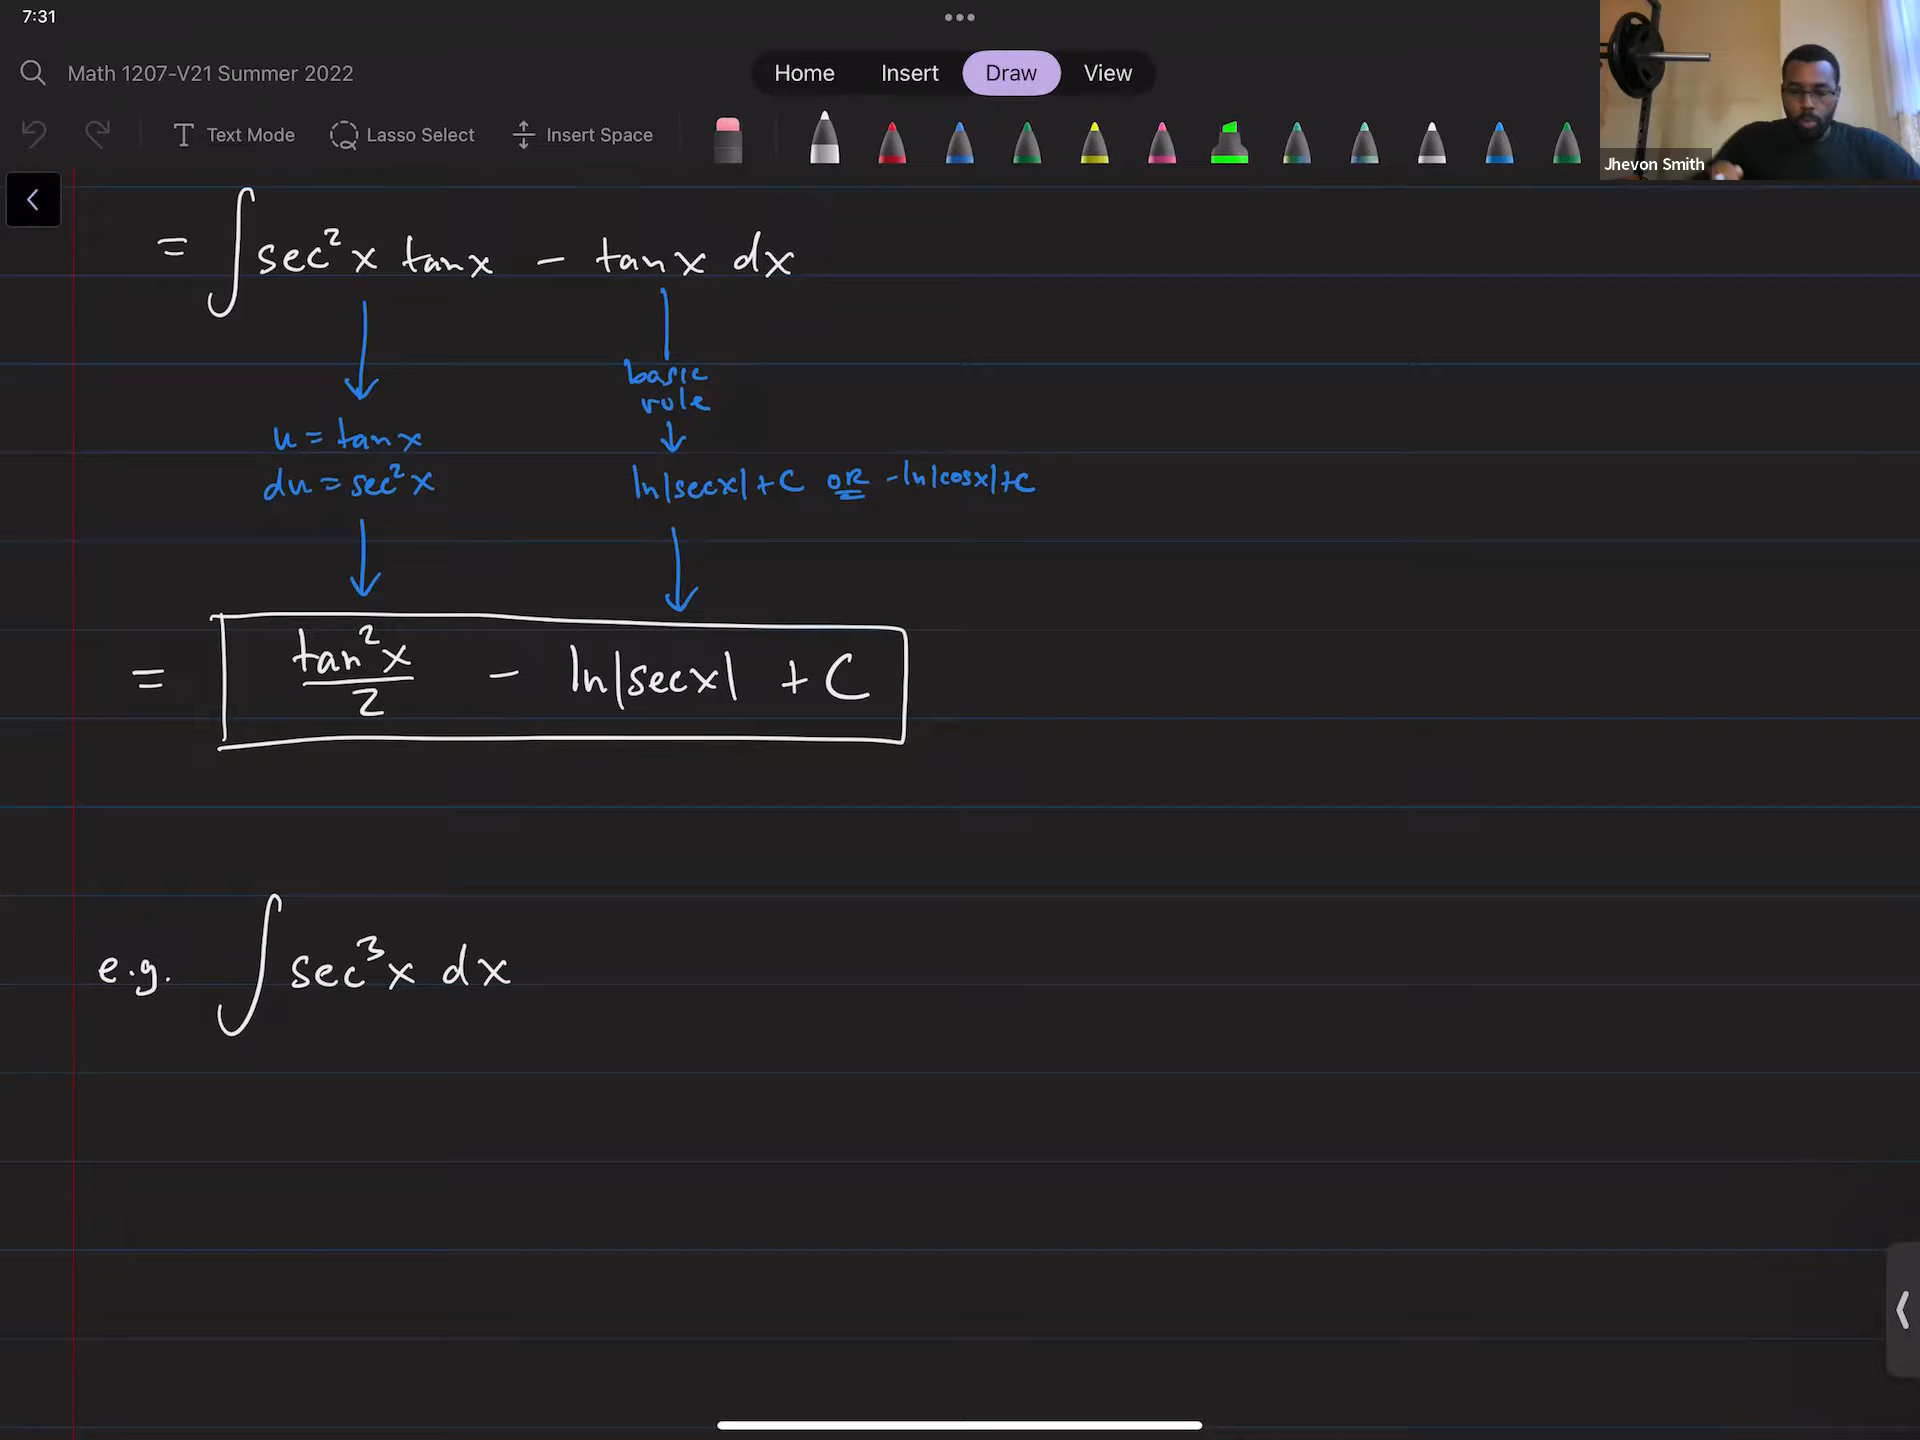 7:31
Math 1207-V21 Summer 2022
Home Insert Draw View
Text Mode Lasso Select Insert Space
Jhevon Smith
= ∫ sec²x tanx − tanx dx
basic
rule
u = tanx
du = sec²x
ln|secx| + C OR -ln|cosx| + C
= tan²x/2 − ln|secx| + C
e.g. ∫ sec³x dx